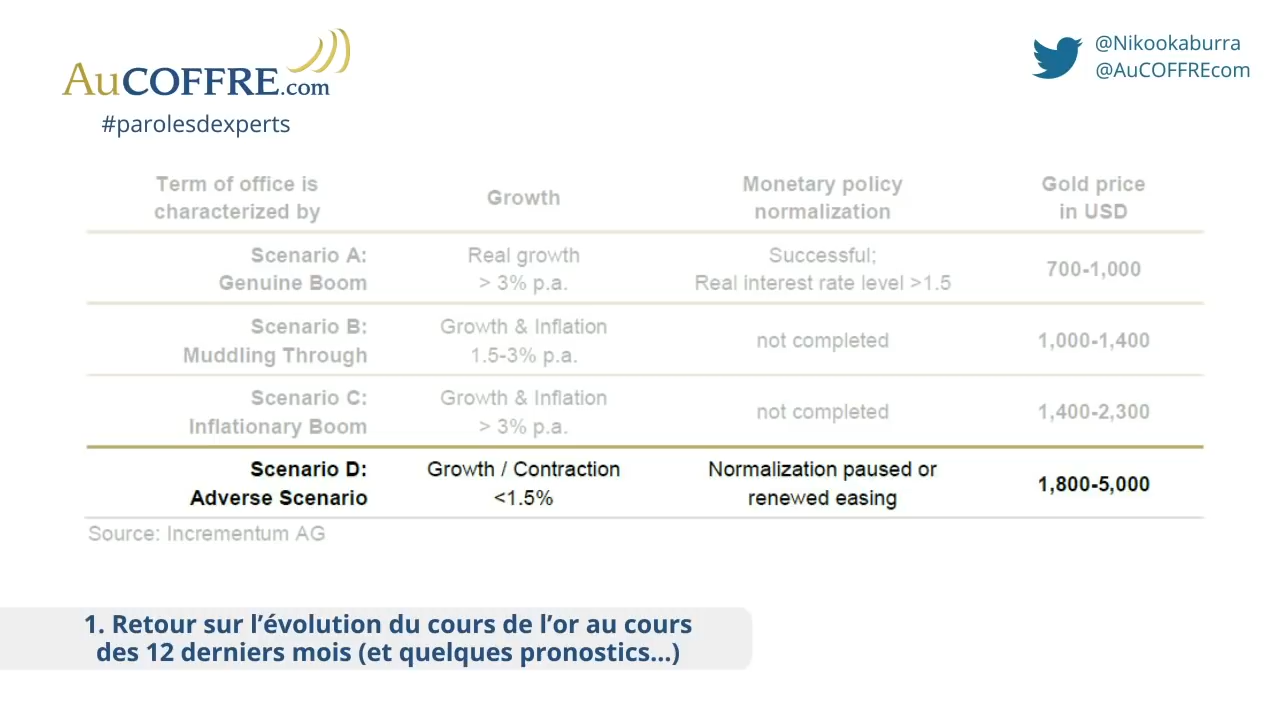 AuCOFFRE.com
#parolesdexperts
@Nikookaburra
@AuCOFFREcom
Term of office is
characterized by
Growth
Monetary policy
normalization
Gold price
in USD
Scenario A:
Genuine Boom
Real growth
> 3% p.a.
Successful;
Real interest rate level >1.5
700-1,000
Scenario B:
Muddling Through
Growth & Inflation
1.5-3% p.a.
not completed
1,000-1,400
Scenario C:
Inflationary Boom
Growth & Inflation
> 3% p.a.
not completed
1,400-2,300
Scenario D:
Adverse Scenario
Growth / Contraction
<1.5%
Normalization paused or
renewed easing
1,800-5,000
Source: Incrementum AG
1. Retour sur l’évolution du cours de l’or au cours
des 12 derniers mois (et quelques pronostics...)